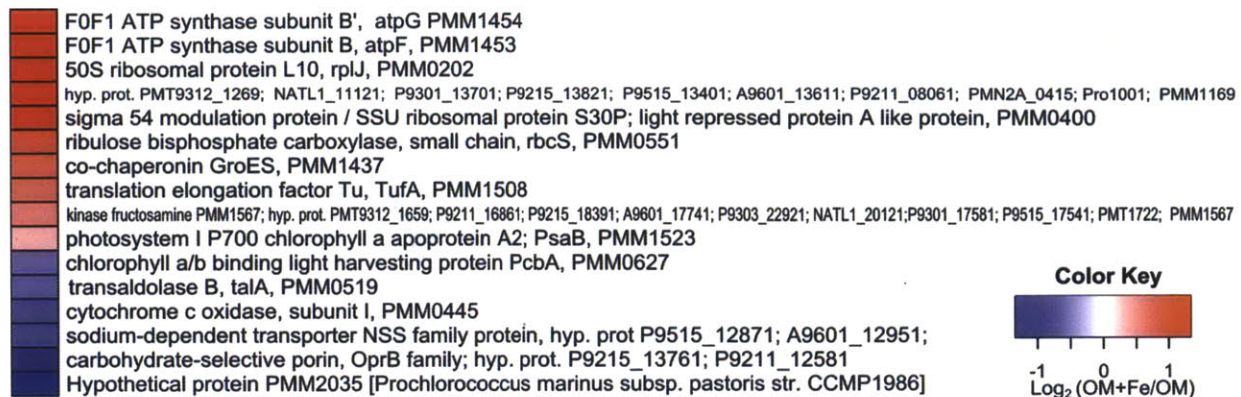 F0F1 ATP synthase subunit B', atpG PMM1454
F0F1 ATP synthase subunit B, atpF, PMM1453
50S ribosomal protein L10, rplJ, PMM0202
hyp. prot. PMT9312_1269; NATL1_11121; P9301_13701; P9215_13821; P9515_13401; A9601_13611; P9211_08061; PMN2A_0415; Pro1001; PMM1169
sigma 54 modulation protein / SSU ribosomal protein S30P; light repressed protein A like protein, PMM0400
ribulose bisphosphate carboxylase, small chain, rbcS, PMM0551
co-chaperonin GroES, PMM1437
translation elongation factor Tu, TufA, PMM1508
kinase fructosamine PMM1567; hyp. prot. PMT9312_1659; P9211_16861; P9215_18391; A9601_17741; P9303_22921; NATL1_20121;P9301_17581; P9515_17541; PMT1722; PMM1567
photosystem I P700 chlorophyll a apoprotein A2; PsaB, PMM1523
chlorophyll a/b binding light harvesting protein PcbA, PMM0627
transaldolase B, talA, PMM0519
cytochrome c oxidase, subunit I, PMM0445
sodium-dependent transporter NSS family protein, hyp. prot P9515_12871; A9601_12951;
carbohydrate-selective porin, OprB family; hyp. prot. P9215_13761; P9211_12581
Hypothetical protein PMM2035 [Prochlorococcus marinus subsp. pastoris str. CCMP1986]
Color Key
-1 0 1
Log2 (OM+Fe/OM)